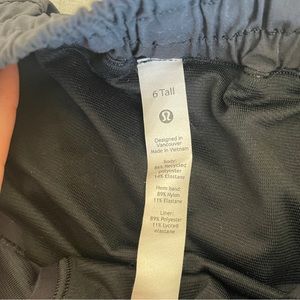 6 Tall
Designed in
Vancouver
Made in Vietnam
Body:
86% Recycled
polyester
14% Elastane
Hem band:
89% Nylon
11% Elastane
Liner:
89% Polyester
11% Lycra®
elastane